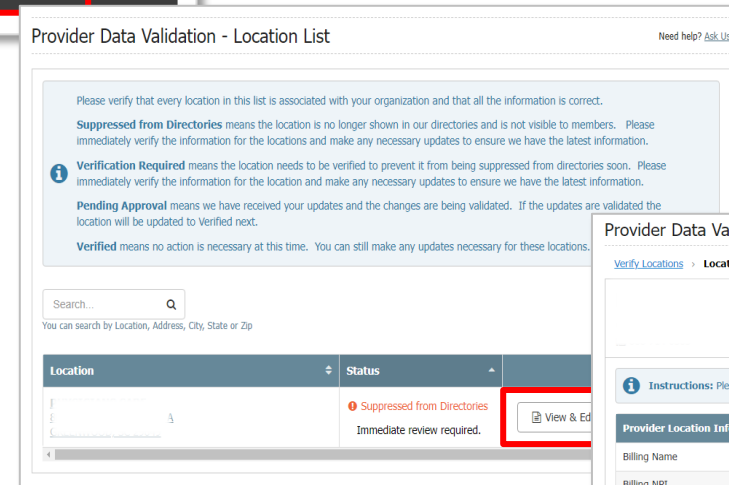 Provider Data Validation - Location List
Need help? Ask Us
Please verify that every location in this list is associated with your organization and that all the information is correct.
Suppressed from Directories means the location is no longer shown in our directories and is not visible to members. Please
immediately verify the information for the locations and make any necessary updates to ensure we have the latest information.
Verification Required means the location needs to be verified to prevent it from being suppressed from directories soon. Please
immediately verify the information for the location and make any necessary updates to ensure we have the latest information.
Pending Approval means we have received your updates and the changes are being validated. If the updates are validated the
location will be updated to Verified next.
Verified means no action is necessary at this time. You can still make any updates necessary for these locations.
Search...
You can search by Location, Address, City, State or Zip
Location
Status
Suppressed from Directories
Immediate review required.
View & Ed
Provider Data Va
Verify Locations › Locat
Instructions: Ple
Provider Location Inf
Billing Name
Billing NPI